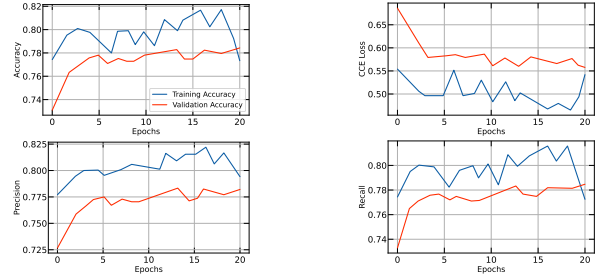 0.82
0.80
0.78
0.76
0.74
Accuracy
Training Accuracy
Validation Accuracy
0 5 10 15 20
Epochs
0.65
0.60
0.55
0.50
CCE Loss
0 5 10 15 20
Epochs
0.825
0.800
0.775
0.750
0.725
Precision
0 5 10 15 20
Epochs
0.80
0.78
0.76
0.74
Recall
0 5 10 15 20
Epochs